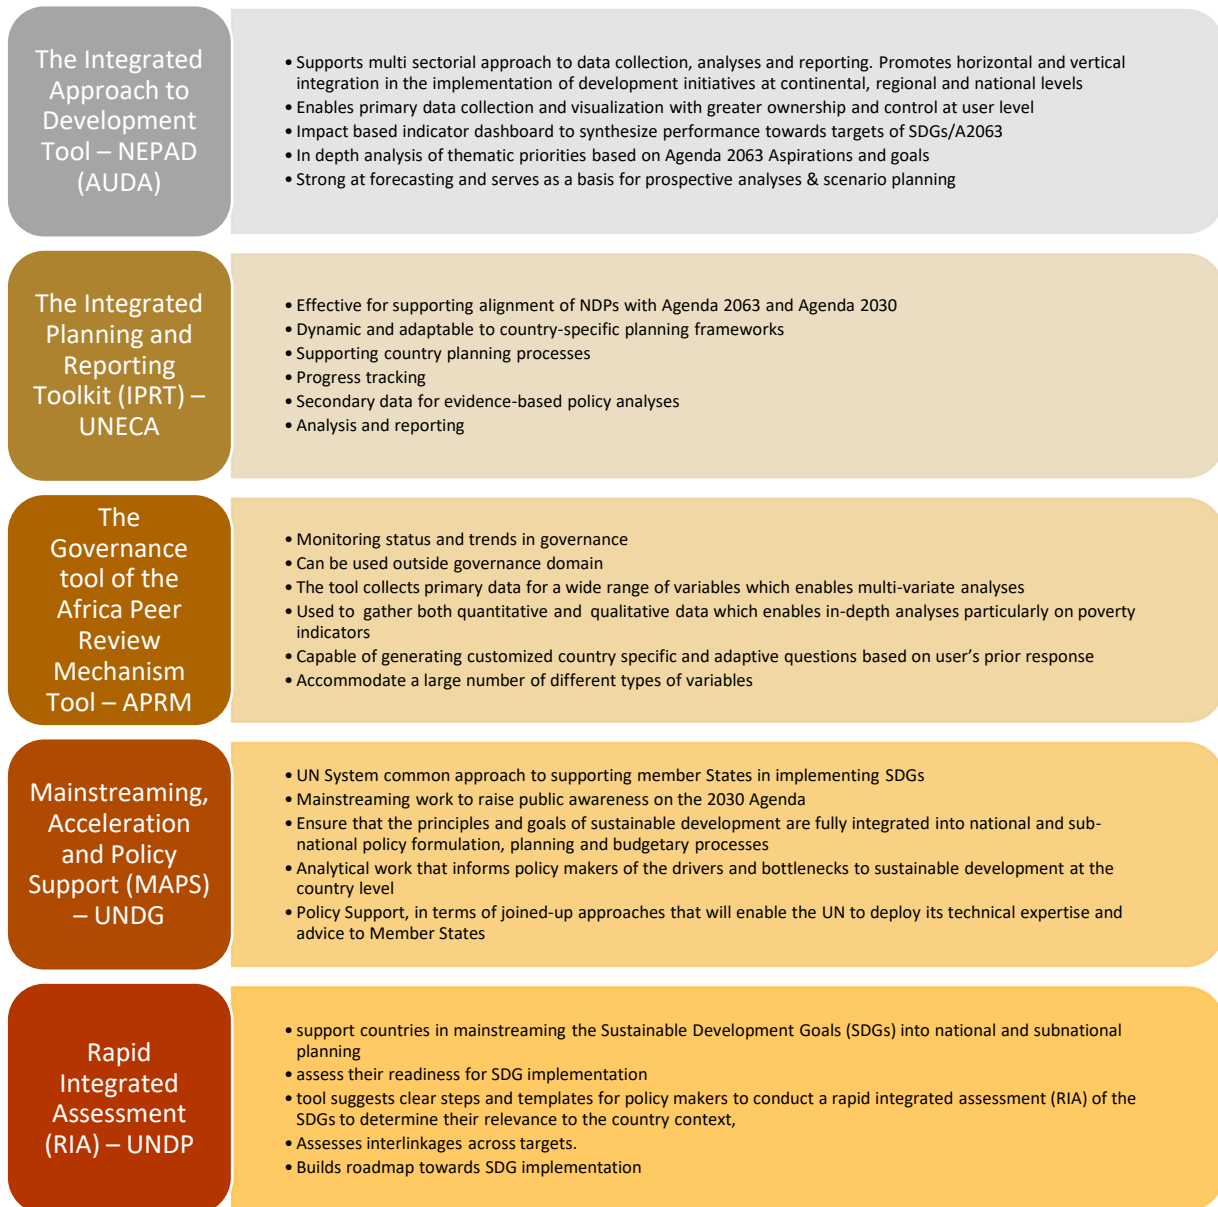 The Integrated
Approach to
Development
Tool – NEPAD
(AUDA)
• Supports multi sectorial approach to data collection, analyses and reporting. Promotes horizontal and vertical
integration in the implementation of development initiatives at continental, regional and national levels
• Enables primary data collection and visualization with greater ownership and control at user level
• Impact based indicator dashboard to synthesize performance towards targets of SDGs/A2063
• In depth analysis of thematic priorities based on Agenda 2063 Aspirations and goals
• Strong at forecasting and serves as a basis for prospective analyses & scenario planning
The Integrated
Planning and
Reporting
Toolkit (IPRT) –
UNECA
• Effective for supporting alignment of NDPs with Agenda 2063 and Agenda 2030
• Dynamic and adaptable to country-specific planning frameworks
• Supporting country planning processes
• Progress tracking
• Secondary data for evidence-based policy analyses
• Analysis and reporting
The
Governance
tool of the
Africa Peer
Review
Mechanism
Tool – APRM
• Monitoring status and trends in governance
• Can be used outside governance domain
• The tool collects primary data for a wide range of variables which enables multi-variate analyses
• Used to gather both quantitative and qualitative data which enables in-depth analyses particularly on poverty
indicators
• Capable of generating customized country specific and adaptive questions based on user's prior response
• Accommodate a large number of different types of variables
Mainstreaming,
Acceleration
and Policy
Support (MAPS)
– UNDG
• UN System common approach to supporting member States in implementing SDGs
• Mainstreaming work to raise public awareness on the 2030 Agenda
• Ensure that the principles and goals of sustainable development are fully integrated into national and sub-
national policy formulation, planning and budgetary processes
• Analytical work that informs policy makers of the drivers and bottlenecks to sustainable development at the
country level
• Policy Support, in terms of joined-up approaches that will enable the UN to deploy its technical expertise and
advice to Member States
Rapid
Integrated
Assessment
(RIA) – UNDP
• support countries in mainstreaming the Sustainable Development Goals (SDGs) into national and subnational
planning
• assess their readiness for SDG implementation
• tool suggests clear steps and templates for policy makers to conduct a rapid integrated assessment (RIA) of the
SDGs to determine their relevance to the country context,
• Assesses interlinkages across targets.
• Builds roadmap towards SDG implementation